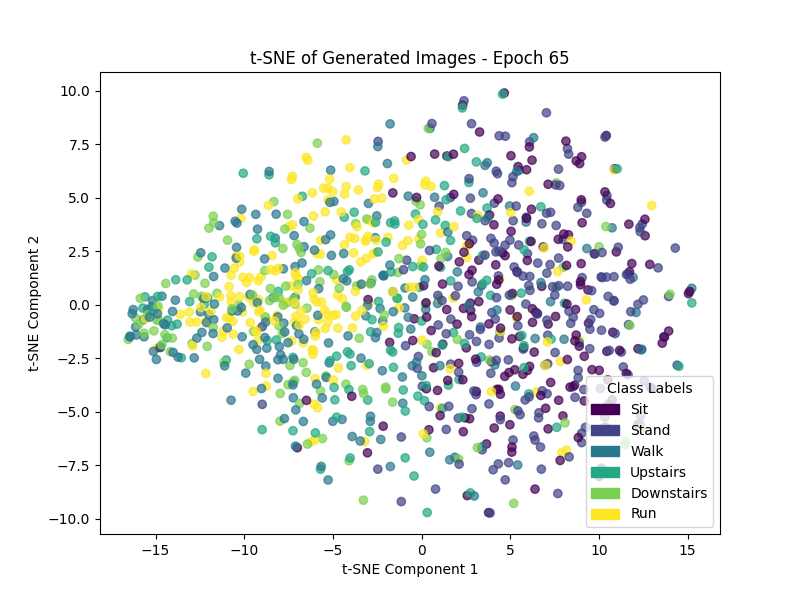 t-SNE of Generated Images - Epoch 65
10.0
7.5
5.0
2.5
0.0
−2.5
−5.0
−7.5
−10.0
t-SNE Component 2
Class Labels
Sit
Stand
Walk
Upstairs
Downstairs
Run
−15
−10
−5
0
5
10
15
t-SNE Component 1